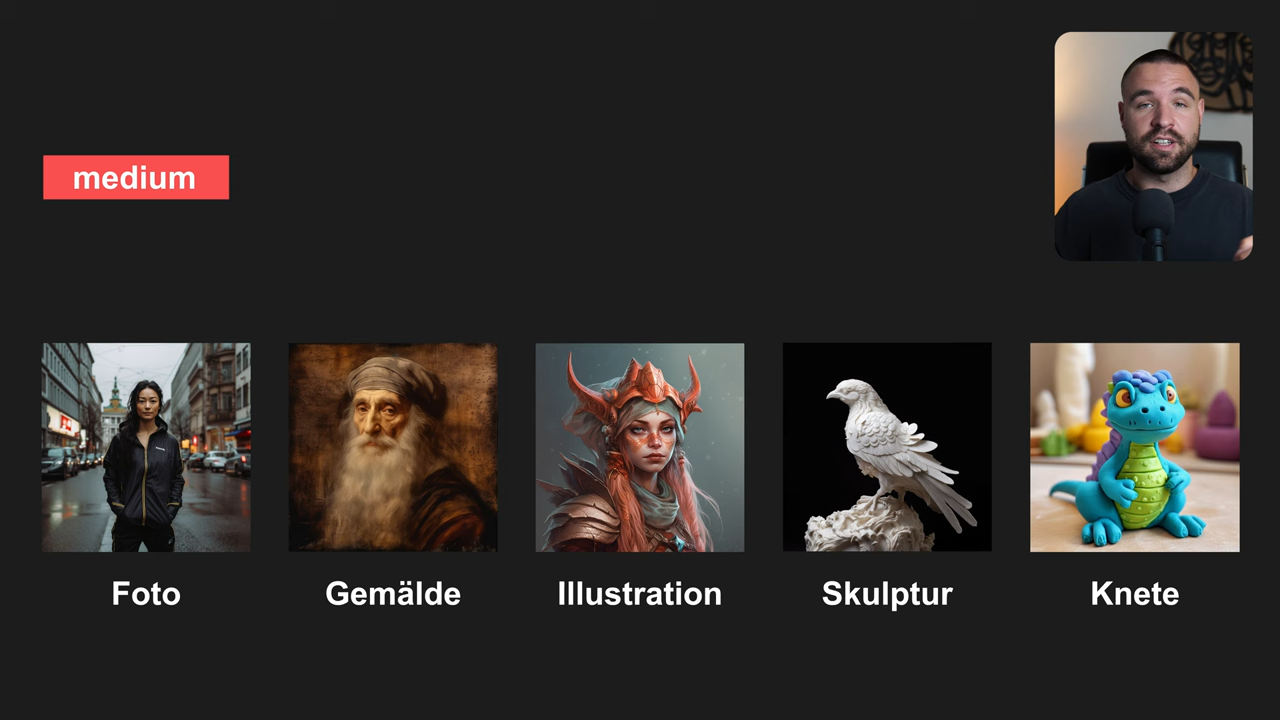 medium
Foto
Gemälde
Illustration
Skulptur
Knete